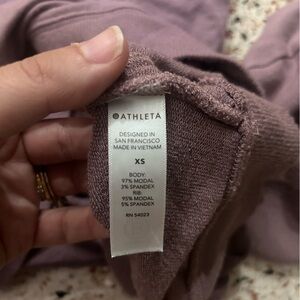 ATHLETA
DESIGNED IN
SAN FRANCISCO
MADE IN VIETNAM
XS
BODY:
97% MODAL
3% SPANDEX
RIB:
95% MODAL
5% SPANDEX
RN 54023